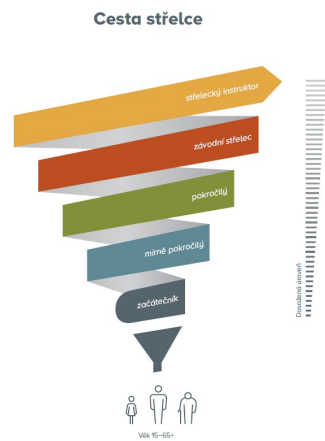 Cesta střelce
střelecký instruktor
závodní střelec
pokročilý
mírně pokročilý
začátečník
Dosažená úroveň
Věk 15–65+